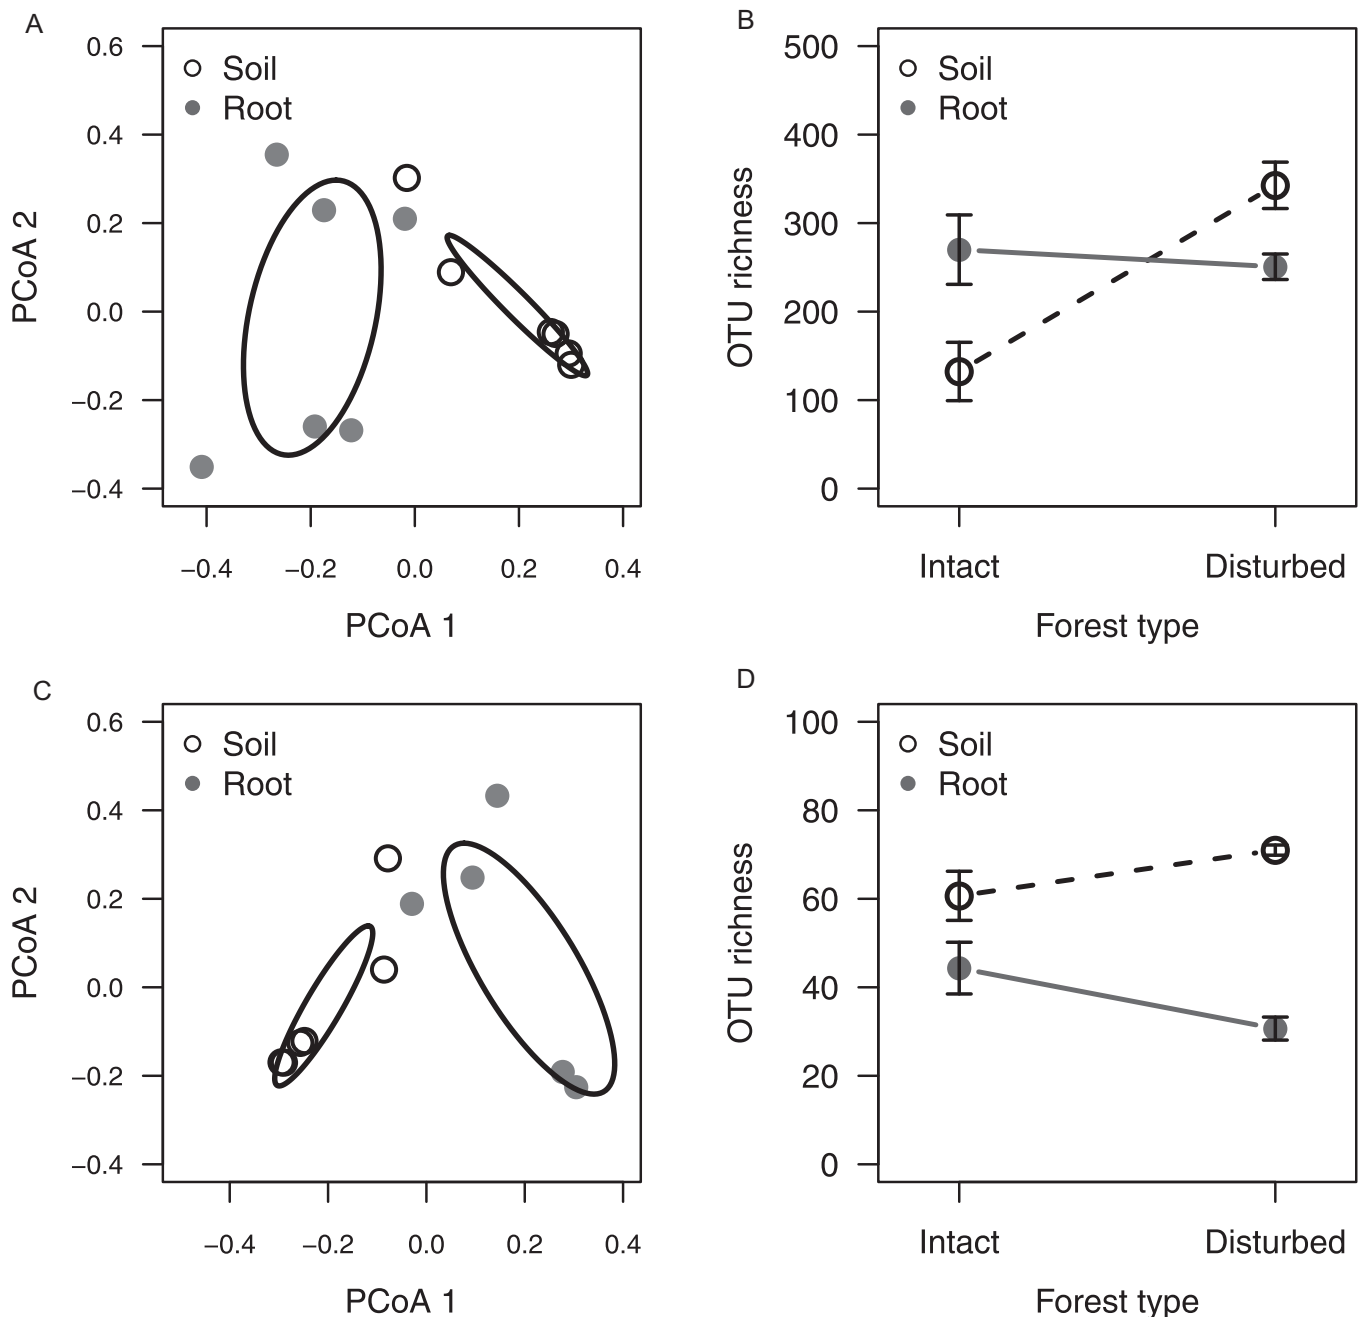 A
0.6
0.4
0.2
0.0
−0.2
−0.4
PCoA 2
Soil
Root
−0.4 −0.2 0.0 0.2 0.4
PCoA 1
B
500
400
300
200
100
0
OTU richness
Soil
Root
Intact Disturbed
Forest type
C
0.6
0.4
0.2
0.0
−0.2
−0.4
PCoA 2
Soil
Root
−0.4 −0.2 0.0 0.2 0.4
PCoA 1
D
100
80
60
40
20
0
OTU richness
Soil
Root
Intact Disturbed
Forest type